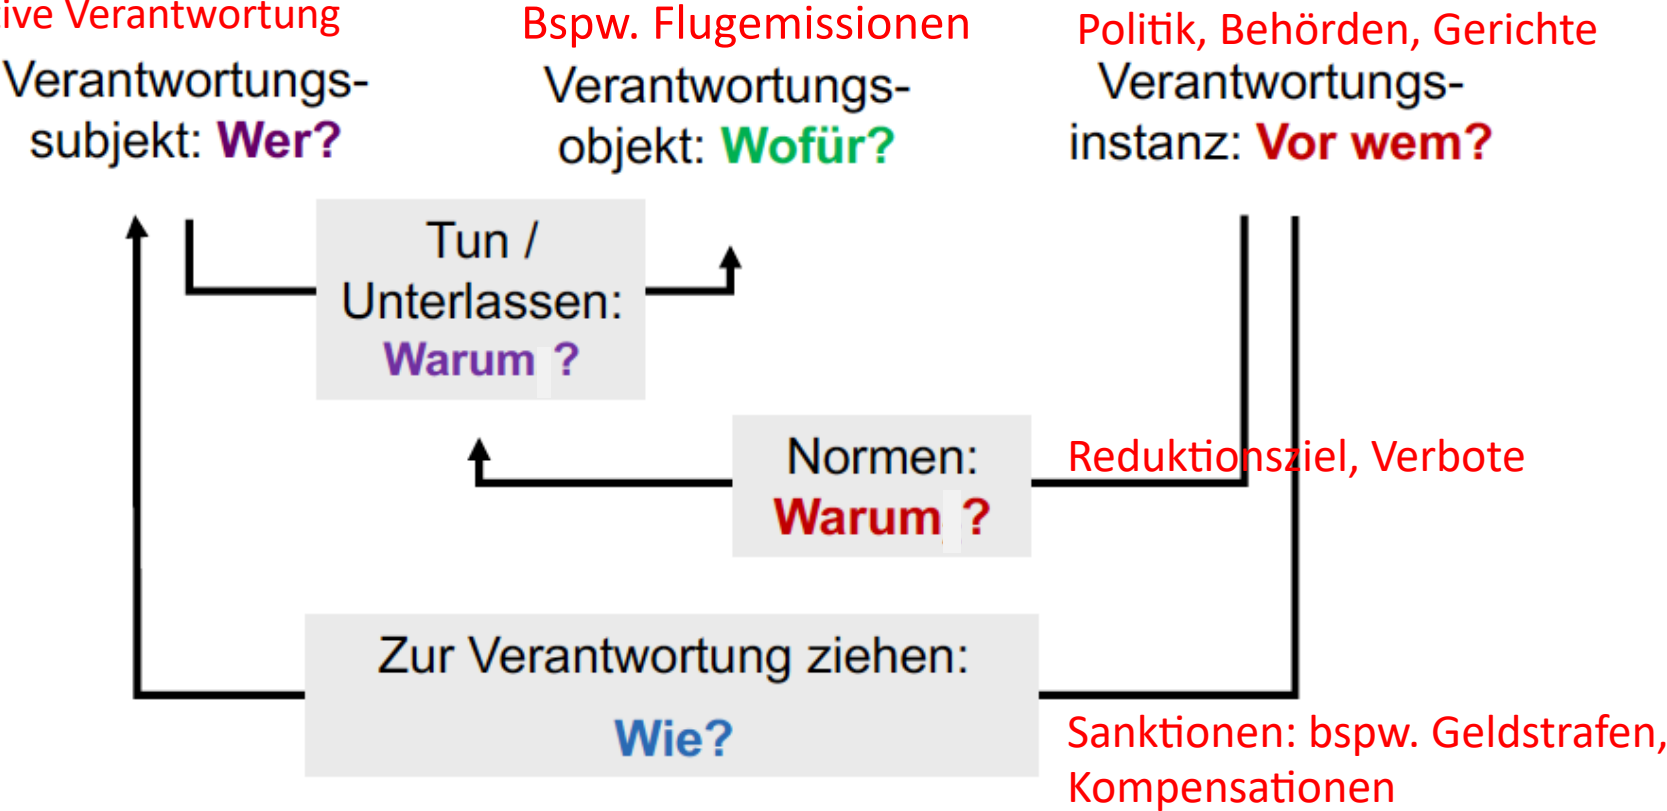 tive Verantwortung
Bspw. Flugemissionen
Politik, Behörden, Gerichte
Verantwortungs-
subjekt: Wer?
Verantwortungs-
objekt: Wofür?
Verantwortungs-
instanz: Vor wem?
Tun /
Unterlassen:
Warum ?
Normen:
Warum ?
Reduktionsziel, Verbote
Zur Verantwortung ziehen:
Wie?
Sanktionen: bspw. Geldstrafen,
Kompensationen